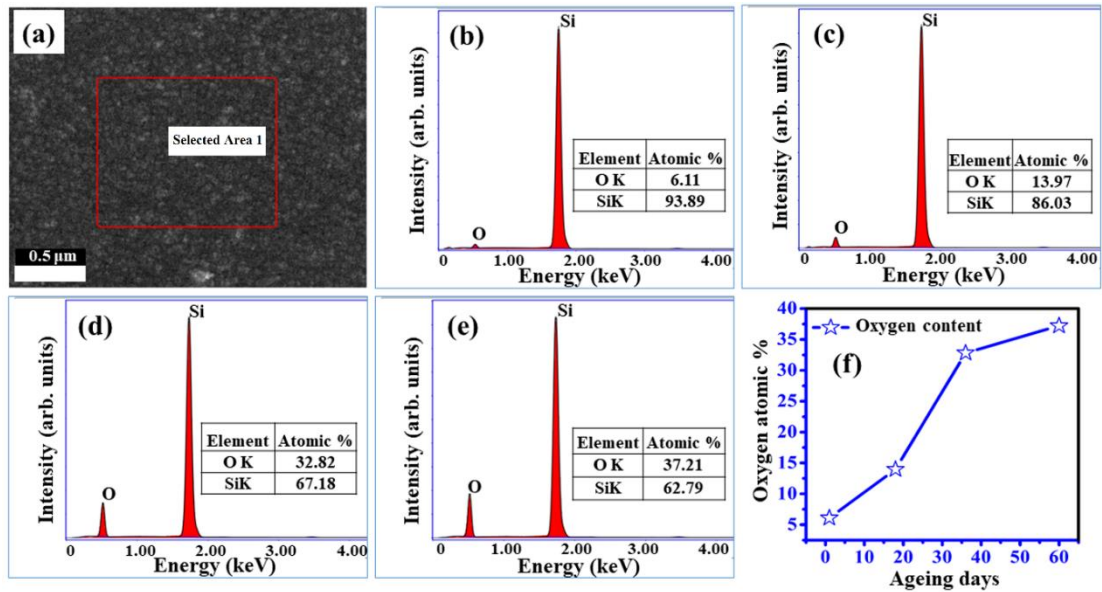 (a)
Selected Area 1
0.5 µm
(b)
Si
O
Intensity (arb. units)
Element Atomic %
O K 6.11
SiK 93.89
0 1.00 2.00 3.00 4.00
Energy (keV)
(c)
Si
O
Intensity (arb. units)
Element Atomic %
O K 13.97
SiK 86.03
0 1.00 2.00 3.00 4.00
Energy (keV)
(d)
Si
O
Intensity (arb. units)
Element Atomic %
O K 32.82
SiK 67.18
0 1.00 2.00 3.00 4.00
Energy (keV)
(e)
Si
O
Intensity (arb. units)
Element Atomic %
O K 37.21
SiK 62.79
0 1.00 2.00 3.00 4.00
Energy (keV)
(f)
Oxygen content
Oxygen atomic %
40
35
30
25
20
15
10
5
0 10 20 30 40 50 60
Ageing days